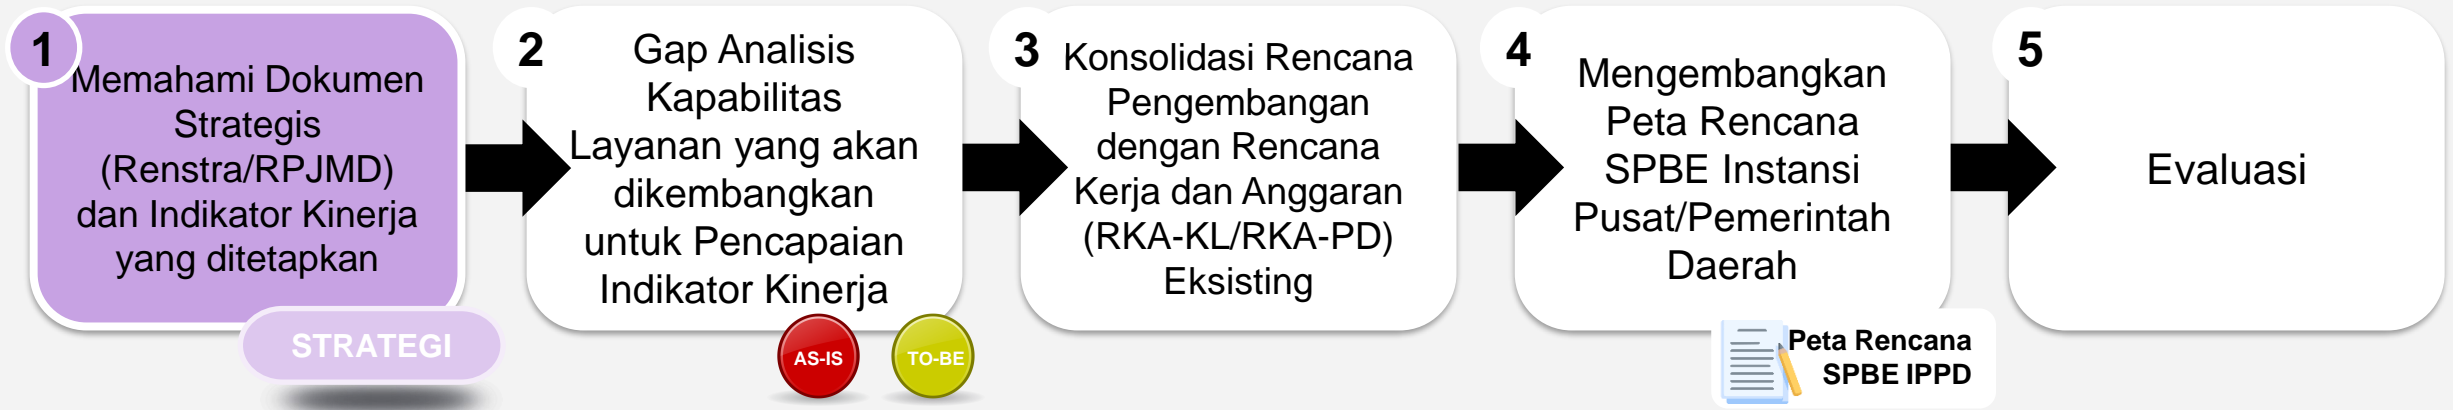 1
Memahami Dokumen
Strategis
(Renstra/RPJMD)
dan Indikator Kinerja
yang ditetapkan
STRATEGI
2
Gap Analisis
Kapabilitas
Layanan yang akan
dikembangkan
untuk Pencapaian
Indikator Kinerja
AS-IS
TO-BE
3
Konsolidasi Rencana
Pengembangan
dengan Rencana
Kerja dan Anggaran
(RKA-KL/RKA-PD)
Eksisting
4
Mengembangkan
Peta Rencana
SPBE Instansi
Pusat/Pemerintah
Daerah
Peta Rencana
SPBE IPPD
5
Evaluasi